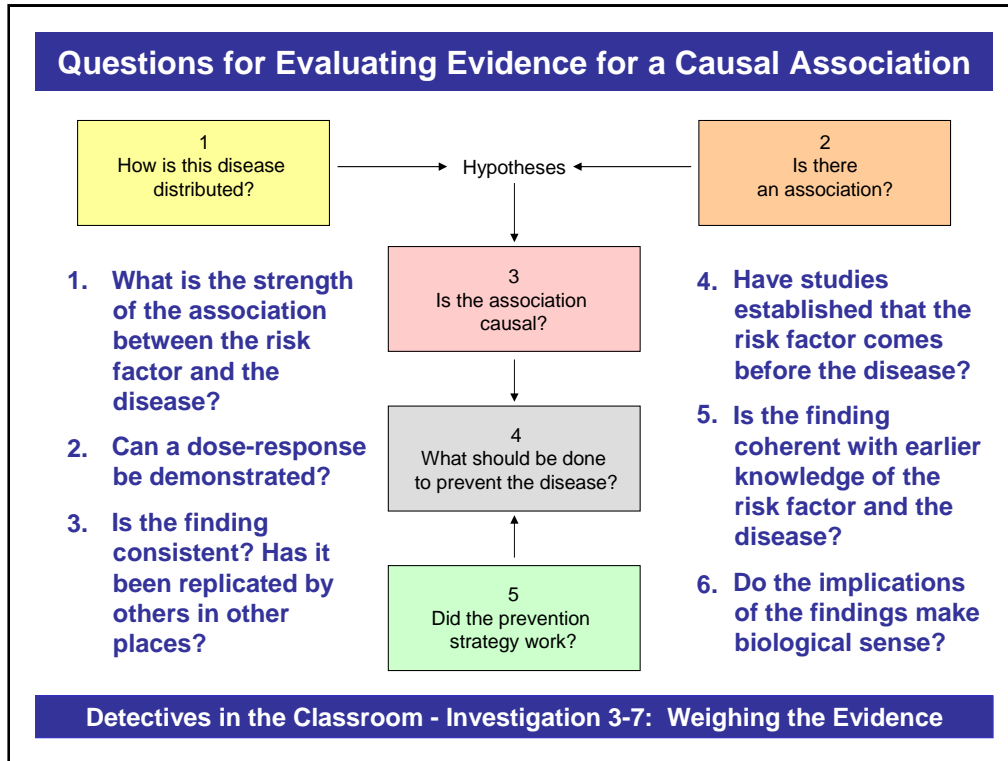 Questions for Evaluating Evidence for a Causal Association
1
How is this disease
distributed?
Hypotheses
2
Is there
an association?
3
Is the association
causal?
4
What should be done
to prevent the disease?
5
Did the prevention
strategy work?
1. What is the strength
of the association
between the risk
factor and the
disease?
2. Can a dose-response
be demonstrated?
3. Is the finding
consistent? Has it
been replicated by
others in other
places?
4. Have studies
established that the
risk factor comes
before the disease?
5. Is the finding
coherent with earlier
knowledge of the
risk factor and the
disease?
6. Do the implications
of the findings make
biological sense?
Detectives in the Classroom - Investigation 3-7: Weighing the Evidence